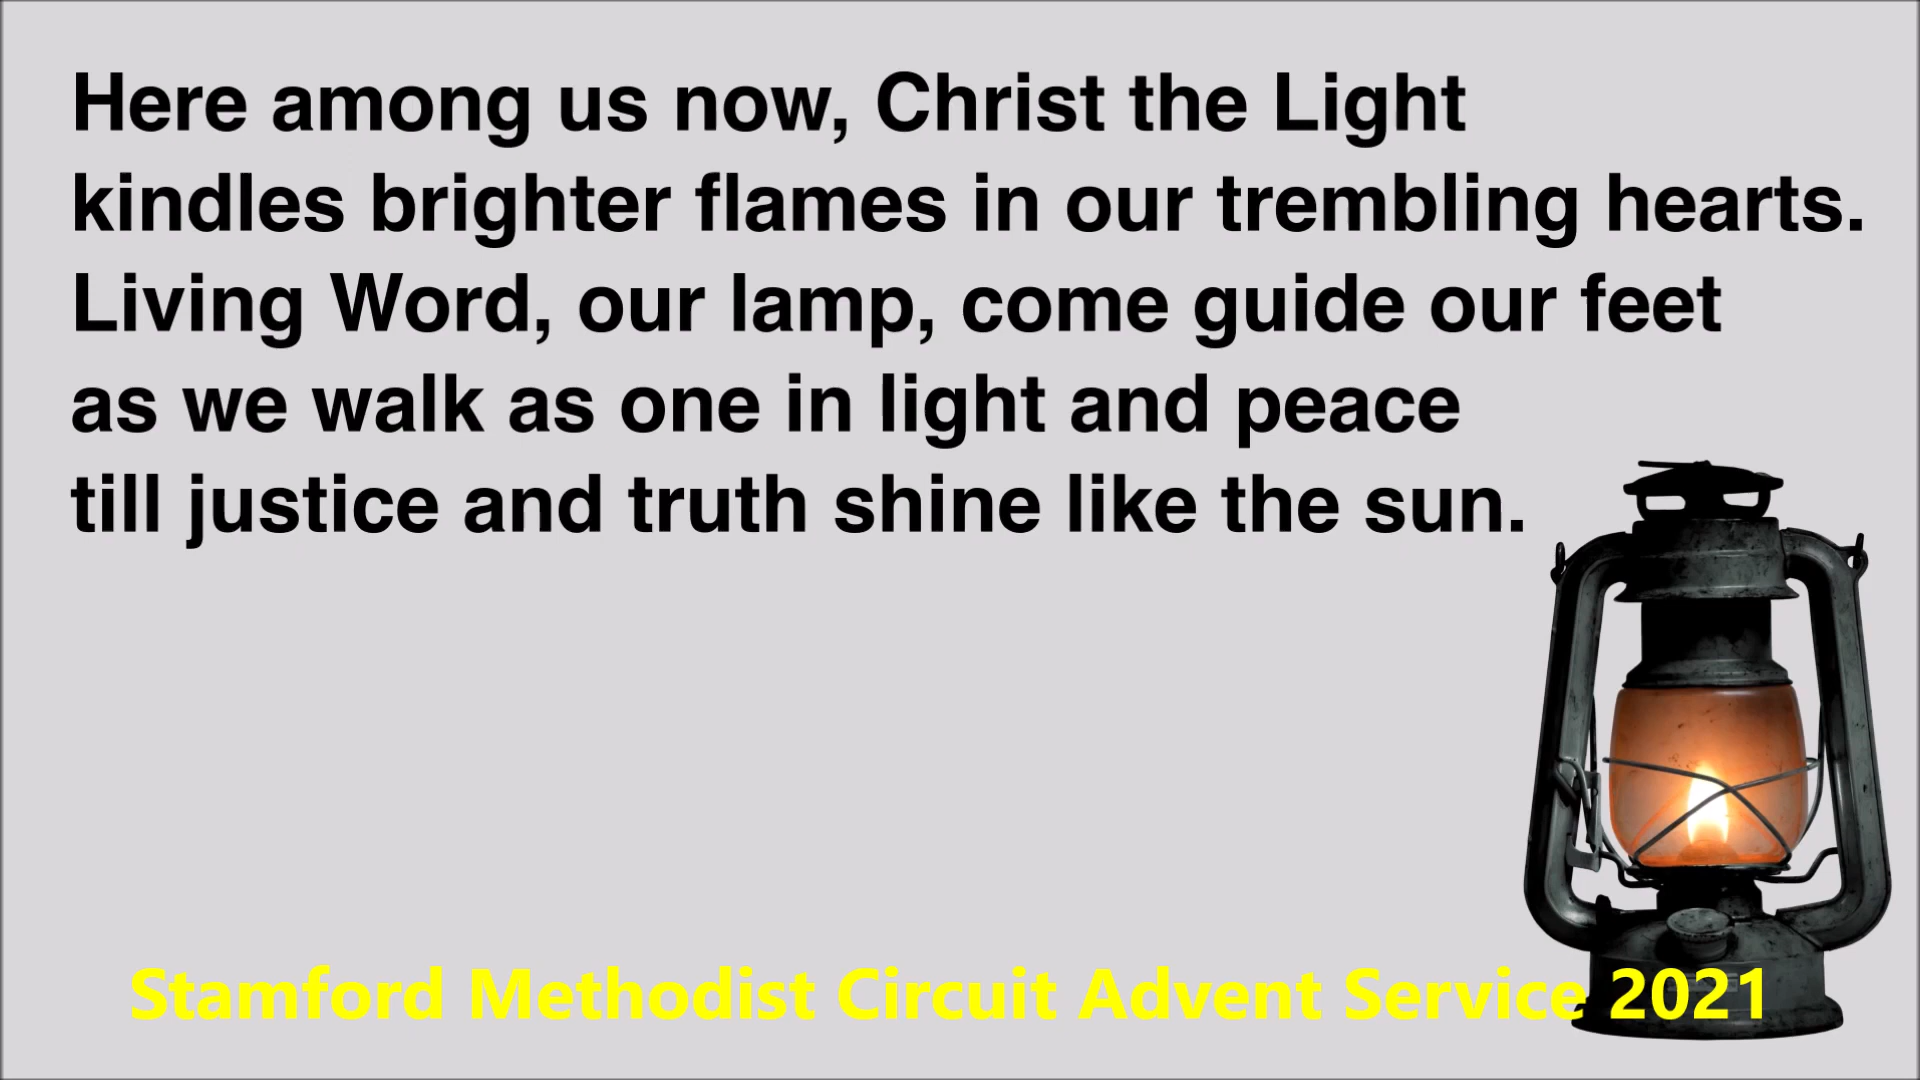 Here among us now, Christ the Light
kindles brighter flames in our trembling hearts.
Living Word, our lamp, come guide our feet
as we walk as one in light and peace
till justice and truth shine like the sun.
Stamford Methodist Circuit Advent Service 2021